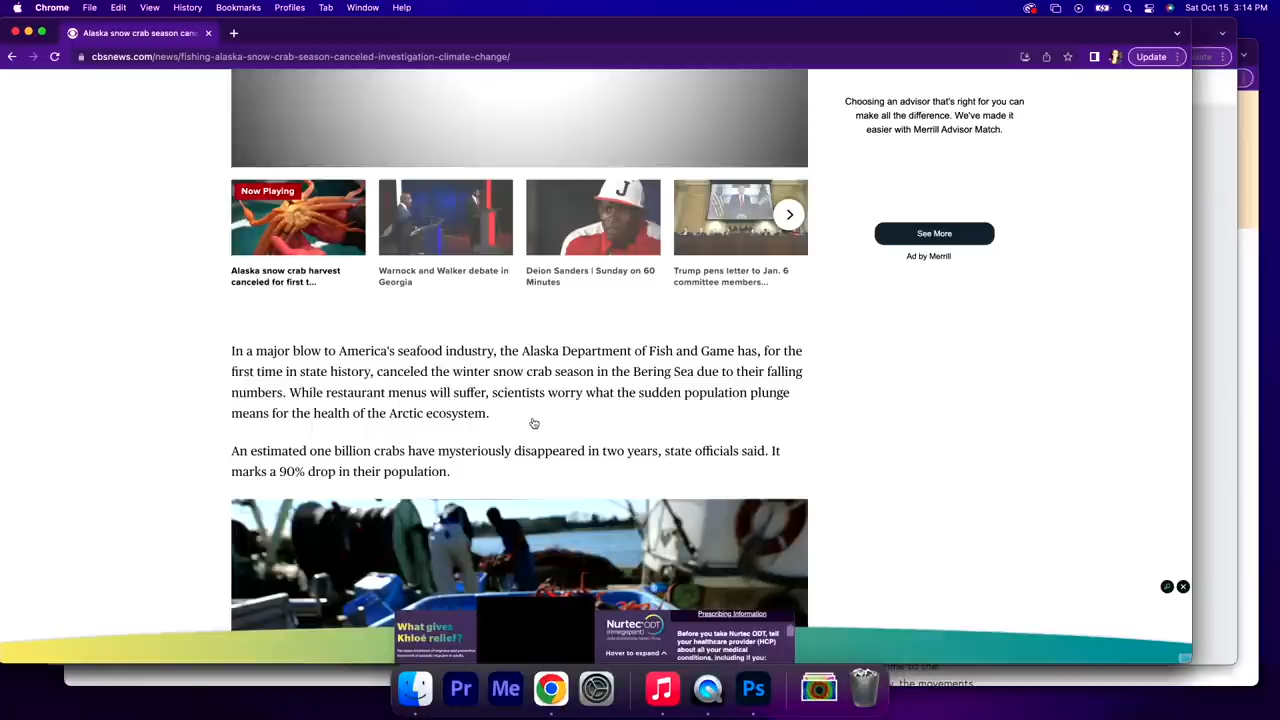 Chrome File Edit View History Bookmarks Profiles Tab Window Help Sat Oct 15 3:14 PM
Alaska snow crab season canc
cbsnews.com/news/fishing-alaska-snow-crab-season-canceled-investigation-climate-change/
Update
Choosing an advisor that's right for you can
make all the difference. We've made it
easier with Merrill Advisor Match.
See More
Ad by Merrill
Now Playing
J
Alaska snow crab harvest
canceled for first t...
Warnock and Walker debate in
Georgia
Deion Sanders | Sunday on 60
Minutes
Trump pens letter to Jan. 6
committee members...
In a major blow to America's seafood industry, the Alaska Department of Fish and Game has, for the
first time in state history, canceled the winter snow crab season in the Bering Sea due to their falling
numbers. While restaurant menus will suffer, scientists worry what the sudden population plunge
means for the health of the Arctic ecosystem.
An estimated one billion crabs have mysteriously disappeared in two years, state officials said. It
marks a 90% drop in their population.
What gives
Khloé relief?
Nurtec ODT
(rimegepant)
Hover to expand
Prescribing Information
Before you take Nurtec ODT, tell
your healthcare provider (HCP)
about all your medical
conditions, including if you:
the movements
Pr
Me
Ps